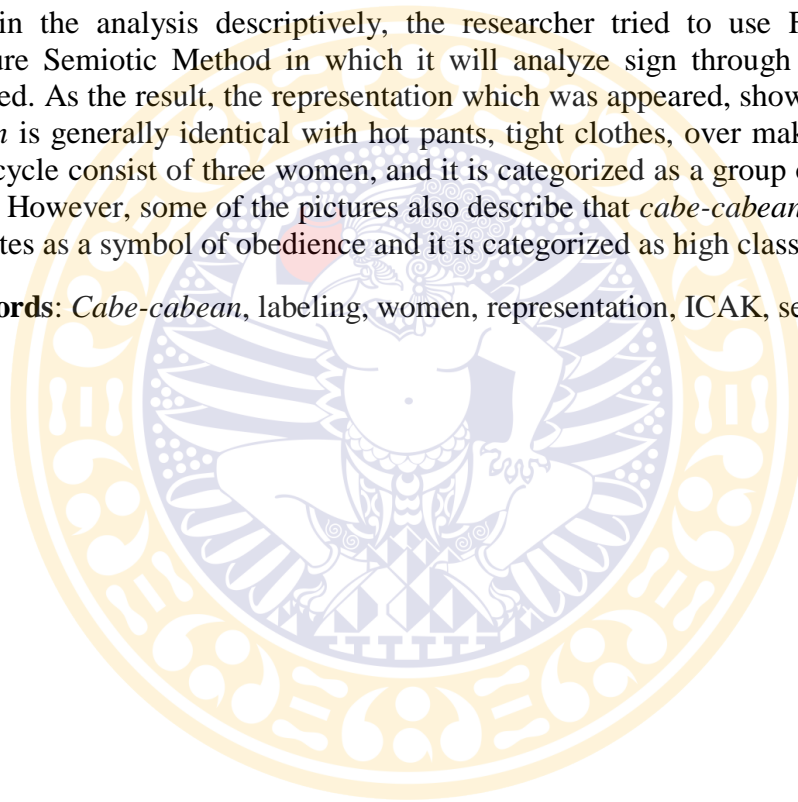 in the analysis descriptively, the researcher tried to use
ure Semiotic Method in which it will analyze sign through
ed. As the result, the representation which was appeared, show
n is generally identical with hot pants, tight clothes, over mak
cycle consist of three women, and it is categorized as a group
However, some of the pictures also describe that cabe-cabean
tes as a symbol of obedience and it is categorized as high class
ords: Cabe-cabean, labeling, women, representation, ICAK, se